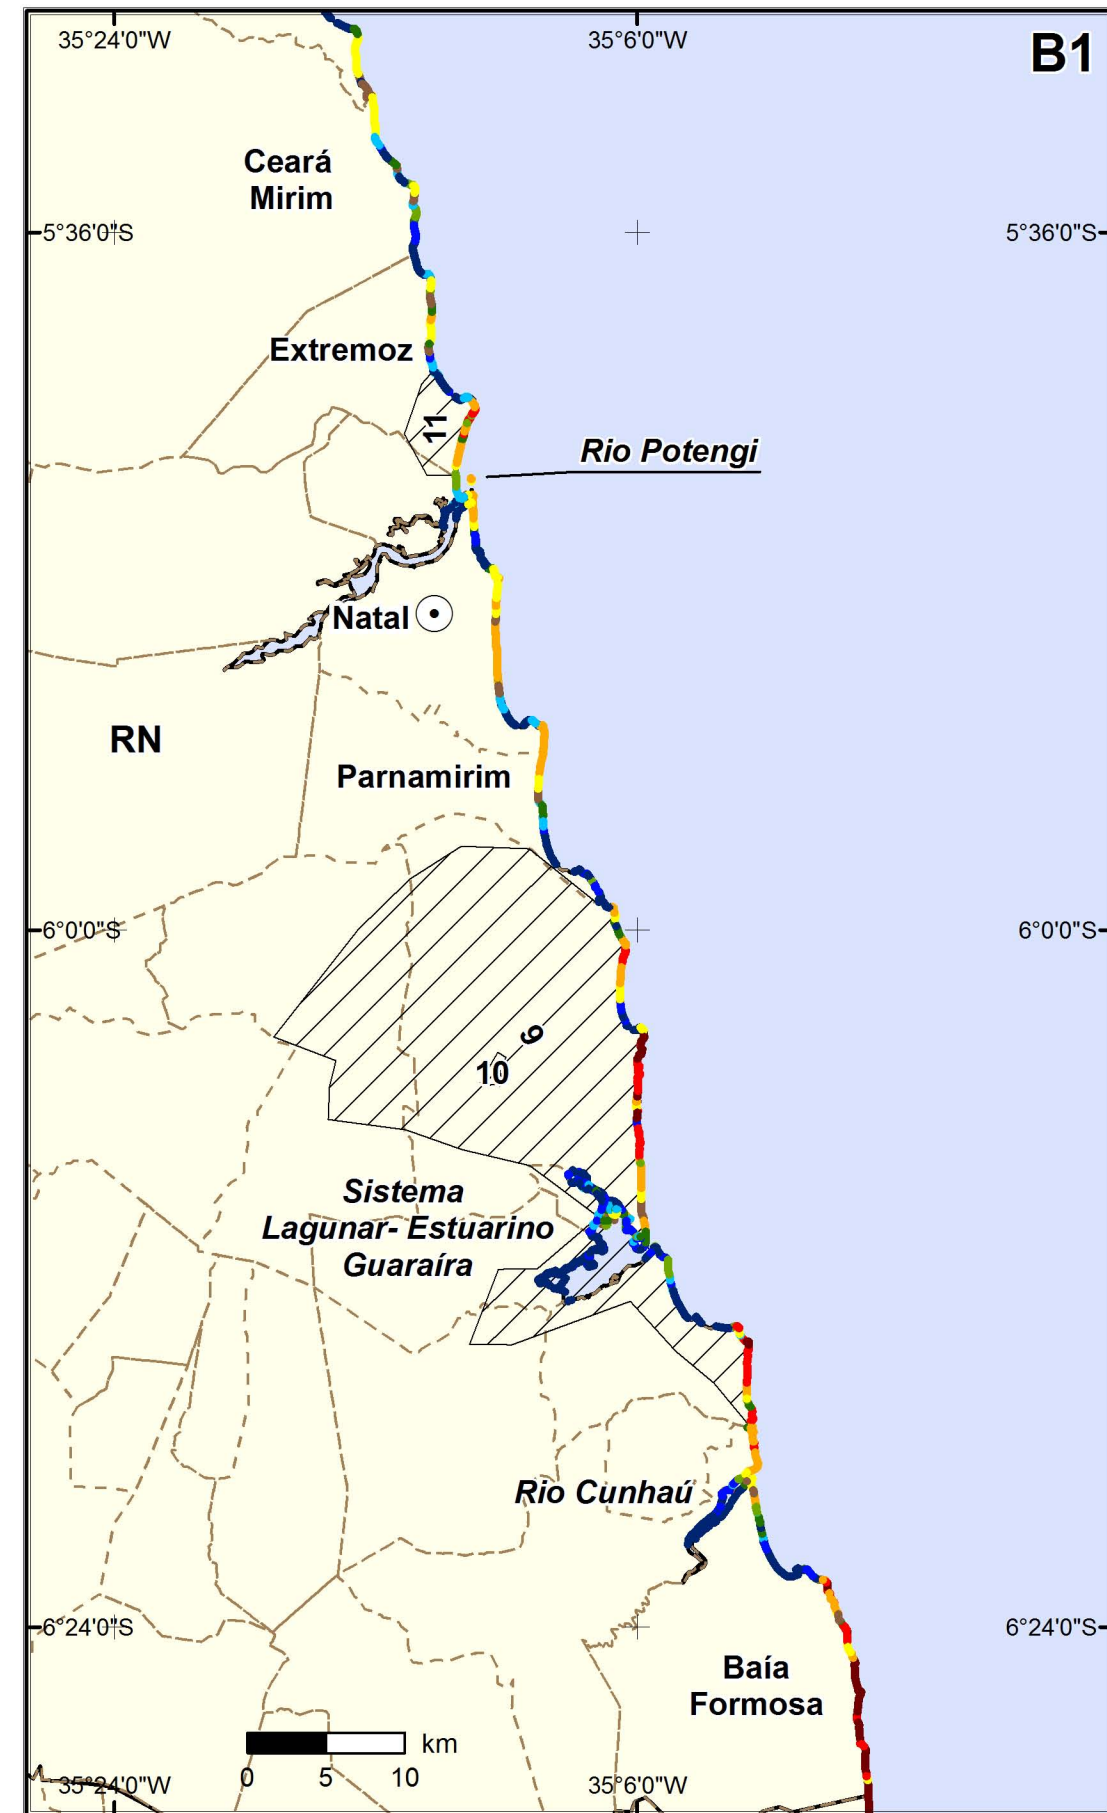 35°24'0"W
35°6'0"W
B1
Ceará
Mirim
5°36'0"S
5°36'0"S
Extremoz
11
Rio Potengi
Natal
RN
Parnamirim
6°0'0"S
6°0'0"S
9
10
Sistema
Lagunar- Estuarino
Guaraíra
Rio Cunhaú
6°24'0"S
6°24'0"S
Baía
Formosa
km
0 5 10
35°24'0"W
35°6'0"W